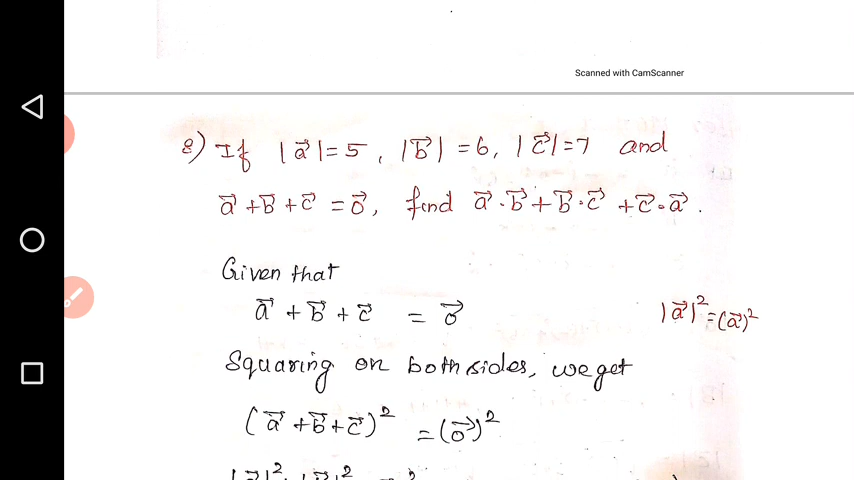 Scanned with CamScanner
8) If |a⃗|=5, |b⃗|=6, |c⃗|=7 and
a⃗+b⃗+c⃗=0⃗, find a⃗·b⃗+b⃗·c⃗+c⃗·a⃗.
Given that
a⃗+b⃗+c⃗ = 0⃗
|a⃗|²=(a⃗)²
Squaring on both sides, we get
(a⃗+b⃗+c⃗)² = (0⃗)²